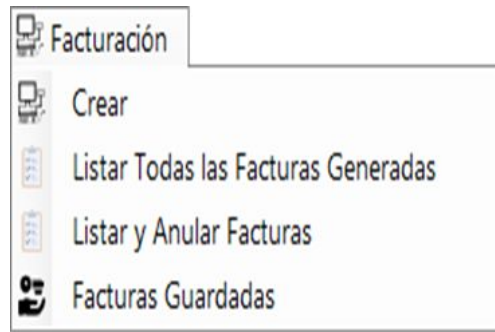 Facturación
Crear
Listar Todas las Facturas Generadas
Listar y Anular Facturas
Facturas Guardadas